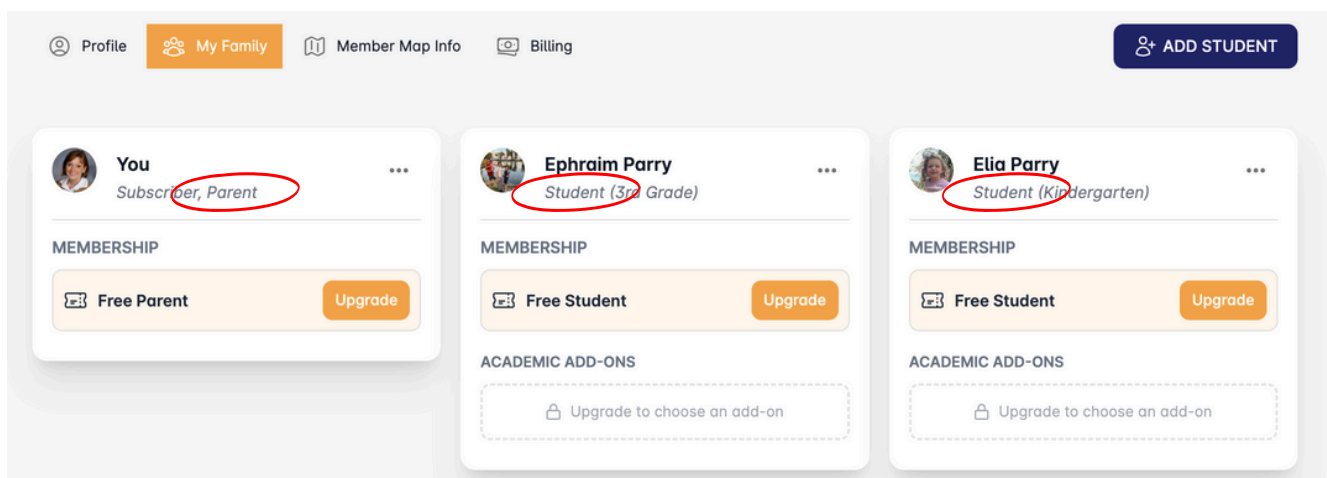 Profile My Family Member Map Info Billing ADD STUDENT
You
Subscriber, Parent
MEMBERSHIP
Free Parent Upgrade
Ephraim Parry
Student (3rd Grade)
MEMBERSHIP
Free Student Upgrade
ACADEMIC ADD-ONS
Upgrade to choose an add-on
Elia Parry
Student (Kindergarten)
MEMBERSHIP
Free Student Upgrade
ACADEMIC ADD-ONS
Upgrade to choose an add-on